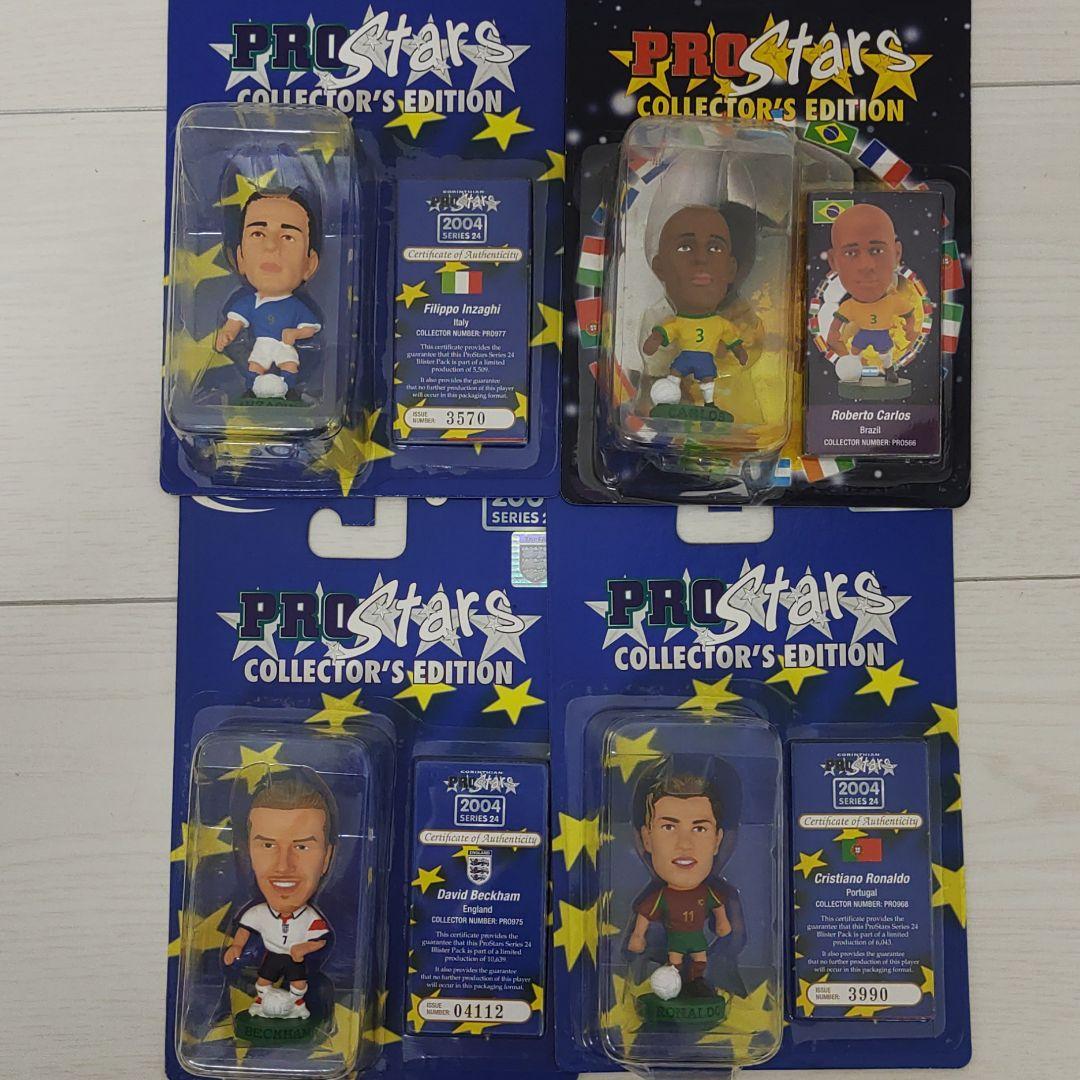 PROStars
COLLECTOR'S EDITION
9
CORINTHIAN
PROStars
2004
SERIES 24
Certificate of Authenticity
Filippo Inzaghi
Italy
COLLECTOR NUMBER: PRO977
This certificate provides the
guarantee that this ProStars Series 24
Blister Pack is part of a limited
production of 5,509.
It also provides the guarantee
that no further production of this player
will occur in this packaging format.
ISSUE
NUMBER: 3570
PROStars
COLLECTOR'S EDITION
3
CARLOS
3
Roberto Carlos
Brazil
COLLECTOR NUMBER: PRO566
SERIES
PROStars
COLLECTOR'S EDITION
7
BECKHAM
CORINTHIAN
PROStars
2004
SERIES 24
Certificate of Authenticity
ENGLAND
David Beckham
England
COLLECTOR NUMBER: PRO975
This certificate provides the
guarantee that this ProStars Series 24
Blister Pack is part of a limited
production of 10,639.
It also provides the guarantee
that no further production of this player
will occur in this packaging format.
ISSUE
NUMBER: 04112
PROStars
COLLECTOR'S EDITION
11
RONALDO
CORINTHIAN
PROStars
2004
SERIES 24
Certificate of Authenticity
Cristiano Ronaldo
Portugal
COLLECTOR NUMBER: PRO968
This certificate provides the
guarantee that this ProStars Series 24
Blister Pack is part of a limited
production of 6,043.
It also provides the guarantee
that no further production of this player
will occur in this packaging format.
ISSUE
NUMBER: 3990